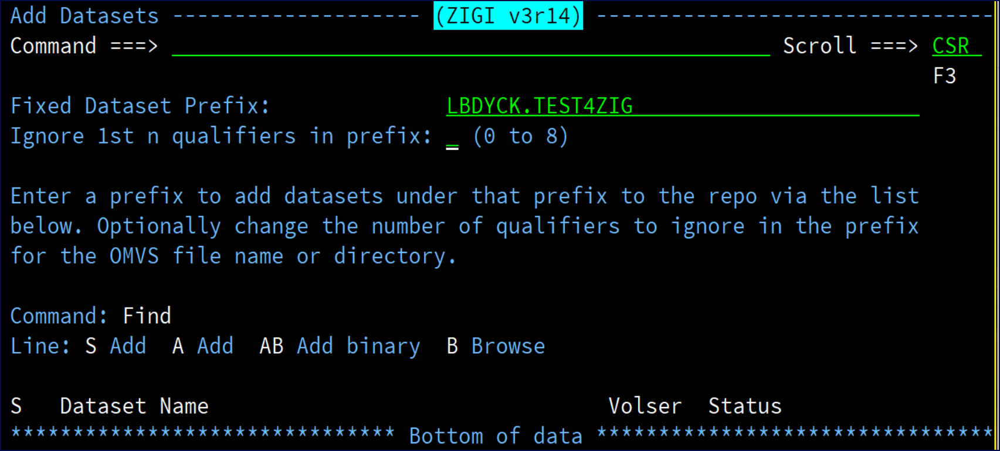 Add Datasets -------------------- (ZIGI v3r14) --------------------------------
Command ===> Scroll ===> CSR
F3
Fixed Dataset Prefix: LBDYCK.TEST4ZIG
Ignore 1st n qualifiers in prefix: _ (0 to 8)
Enter a prefix to add datasets under that prefix to the repo via the list
below. Optionally change the number of qualifiers to ignore in the prefix
for the OMVS file name or directory.
Command: Find
Line: S Add A Add AB Add binary B Browse
S Dataset Name Volser Status
******************************* Bottom of data ********************************